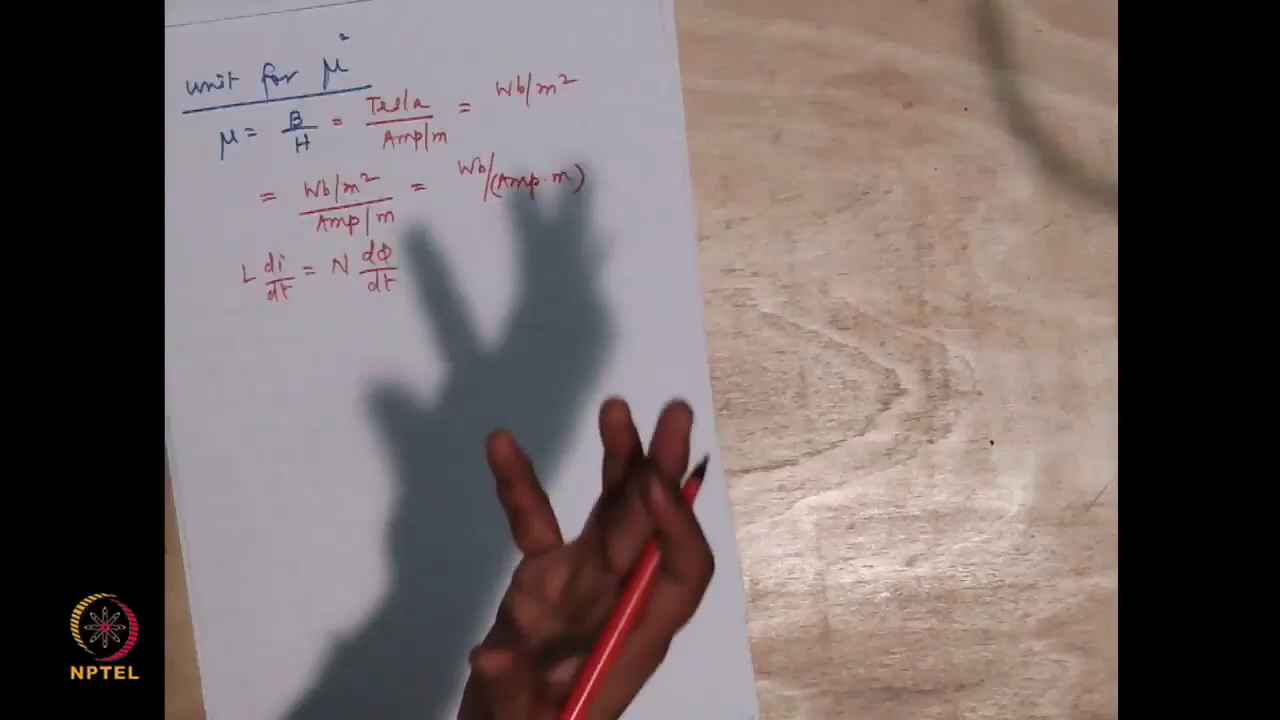 unit for μ ?
μ = B/H = Tesla/Amp/m = Wb/m²
= Wb/m²/Amp/m = Wb/(Amp·m)
L di/dt = N dΦ/dt
NPTEL